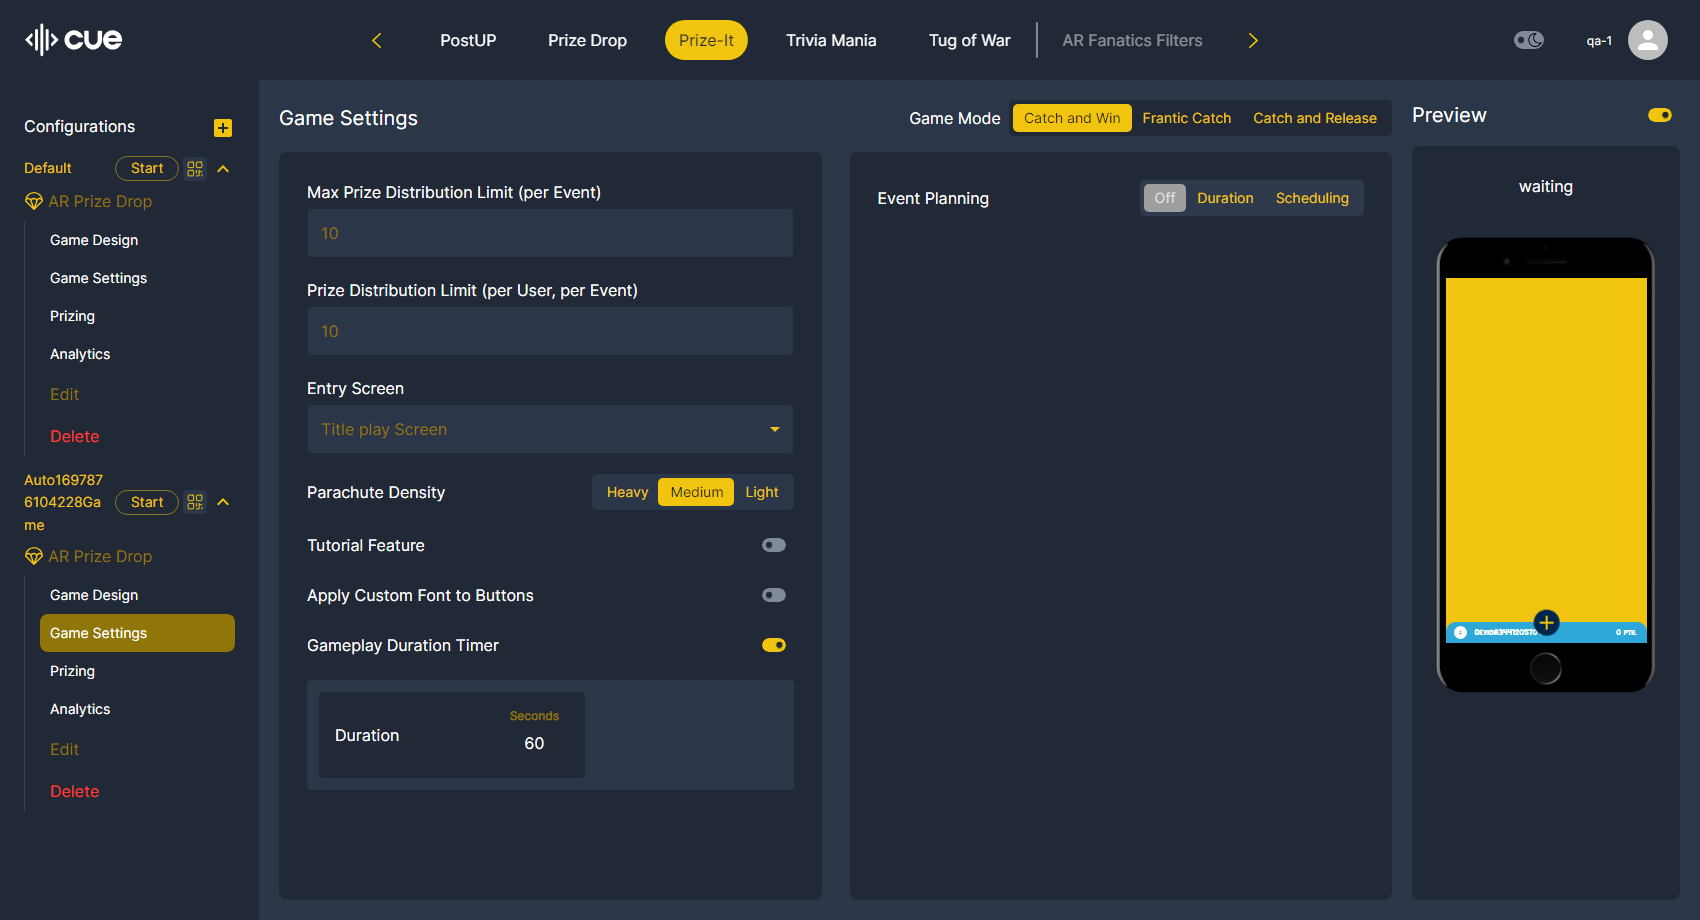 cue
PostUP
Prize Drop
Prize-It
Trivia Mania
Tug of War
AR Fanatics Filters
qa-1
Configurations
Default
Start
AR Prize Drop
Game Design
Game Settings
Prizing
Analytics
Edit
Delete
Auto169787
6104228Ga
me
Start
AR Prize Drop
Game Design
Game Settings
Prizing
Analytics
Edit
Delete
Game Settings
Game Mode
Catch and Win
Frantic Catch
Catch and Release
Max Prize Distribution Limit (per Event)
10
Prize Distribution Limit (per User, per Event)
10
Entry Screen
Title play Screen
Parachute Density
Heavy
Medium
Light
Tutorial Feature
Apply Custom Font to Buttons
Gameplay Duration Timer
Duration
Seconds
60
Event Planning
Off
Duration
Scheduling
Preview
waiting
0 PTS.